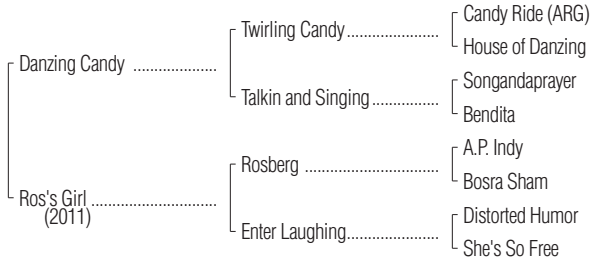 Candy Ride (ARG)
Twirling Candy....................
House of Danzing
Danzing Candy ..................
Songandaprayer
Talkin and Singing..............
Bendita
A.P. Indy
Rosberg .............................
Bosra Sham
Ros's Girl ...........................
(2011)
Distorted Humor
Enter Laughing....................
She's So Free